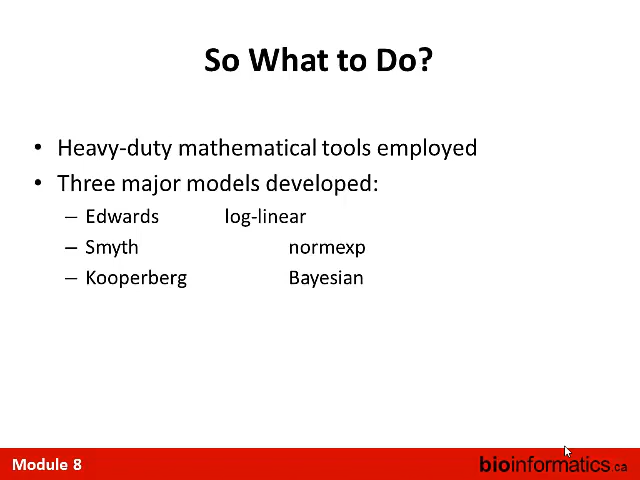 So What to Do?
• Heavy-duty mathematical tools employed
• Three major models developed:
– Edwards log-linear
– Smyth normexp
– Kooperberg Bayesian
Module 8 bioinformatics.ca